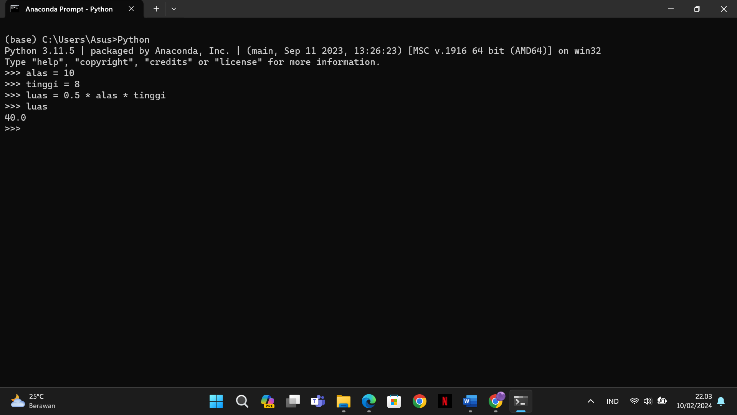 Anaconda Prompt - Python
(base) C:\Users\Asus>Python
Python 3.11.5 | packaged by Anaconda, Inc. | (main, Sep 11 2023, 13:26:23) [MSC v.1916 64 bit (AMD64)] on win32
Type "help", "copyright", "credits" or "license" for more information.
>>> alas = 10
>>> tinggi = 8
>>> luas = 0.5 * alas * tinggi
>>> luas
40.0
>>>
25°C
Berawan
IND
22.03
10/02/2024